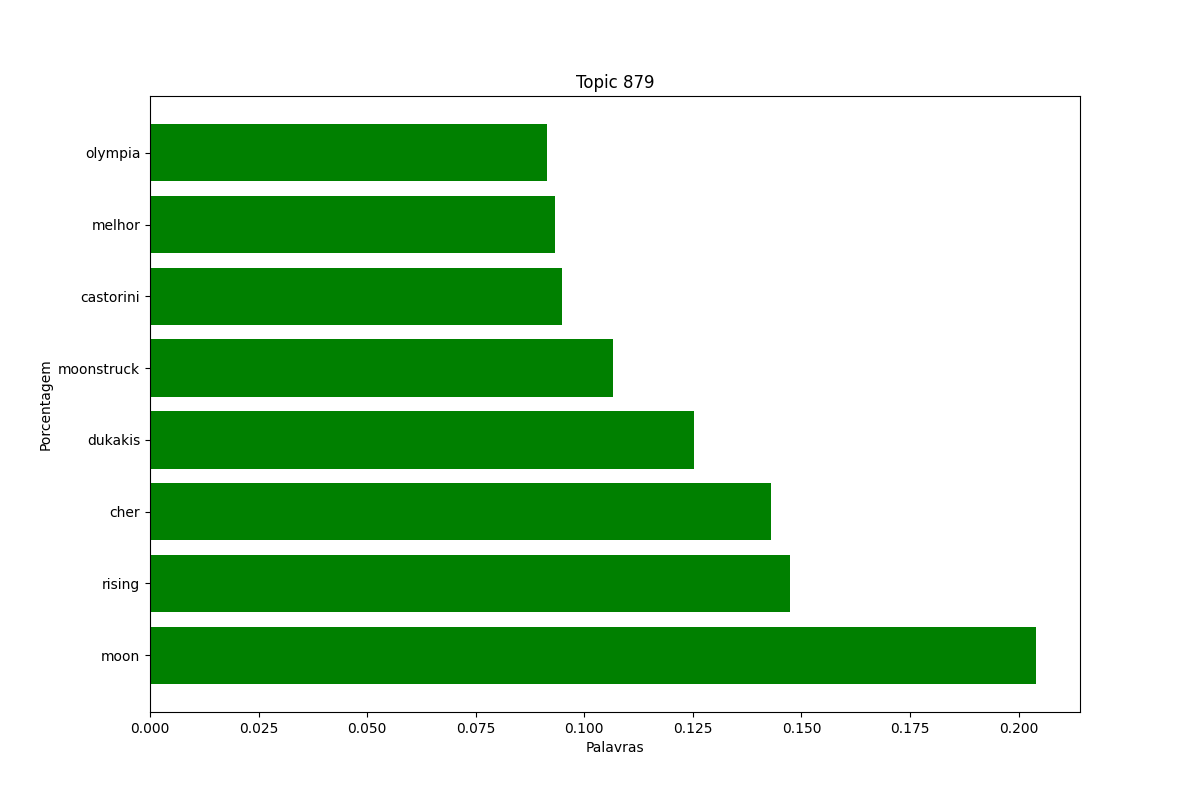 Topic 879
olympia
melhor
castorini
moonstruck
dukakis
cher
rising
moon
Porcentagem
0.000 0.025 0.050 0.075 0.100 0.125 0.150 0.175 0.200
Palavras